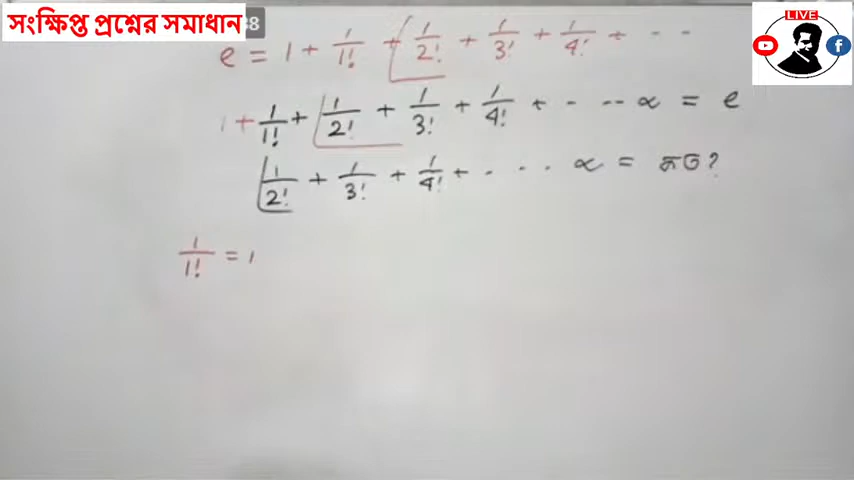 সংক্ষিপ্ত প্রশ্নের সমাধান
38
LIVE
e = 1 + 1/1! + 1/2! + 1/3! + 1/4! + - - -
1 + 1/1! + 1/2! + 1/3! + 1/4! + - - - ∝ = e
1/2! + 1/3! + 1/4! + - - - ∝ = কত?
1/1! = 1